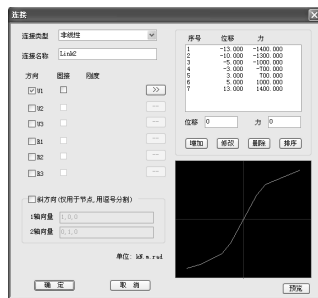 连接
连接类型 非线性
连接名称 Link2
方向 固接 刚度
U1 >>
U2 ...
U3 ...
R1 ...
R2 ...
R3 ...
斜方向(仅用于节点,用逗号分割)
1轴向量 1,0,0
2轴向量 0,1,0
单位: kN.m.rad
确 定 取 消
序号 位移 力
1 -13.000 -1400.000
2 -10.000 -1300.000
3 -5.000 -1000.000
4 -3.000 -700.000
5 3.000 700.000
6 5.000 1000.000
7 13.000 1400.000
位移 0 力 0
增加 修改 删除 排序
预览